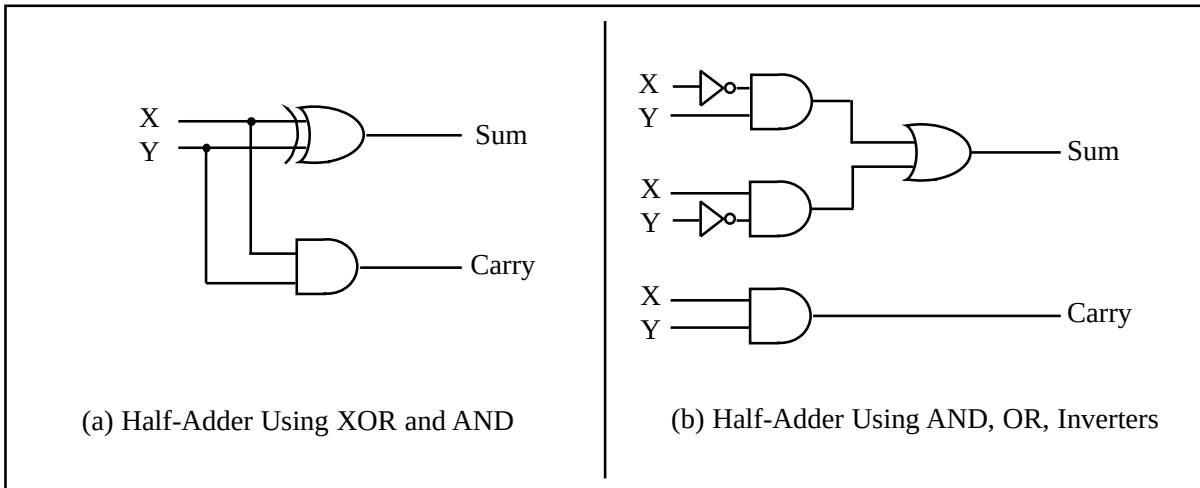 X
Y
Sum
Carry
(a) Half-Adder Using XOR and AND
X
Y
X
Y
Sum
X
Y
Carry
(b) Half-Adder Using AND, OR, Inverters